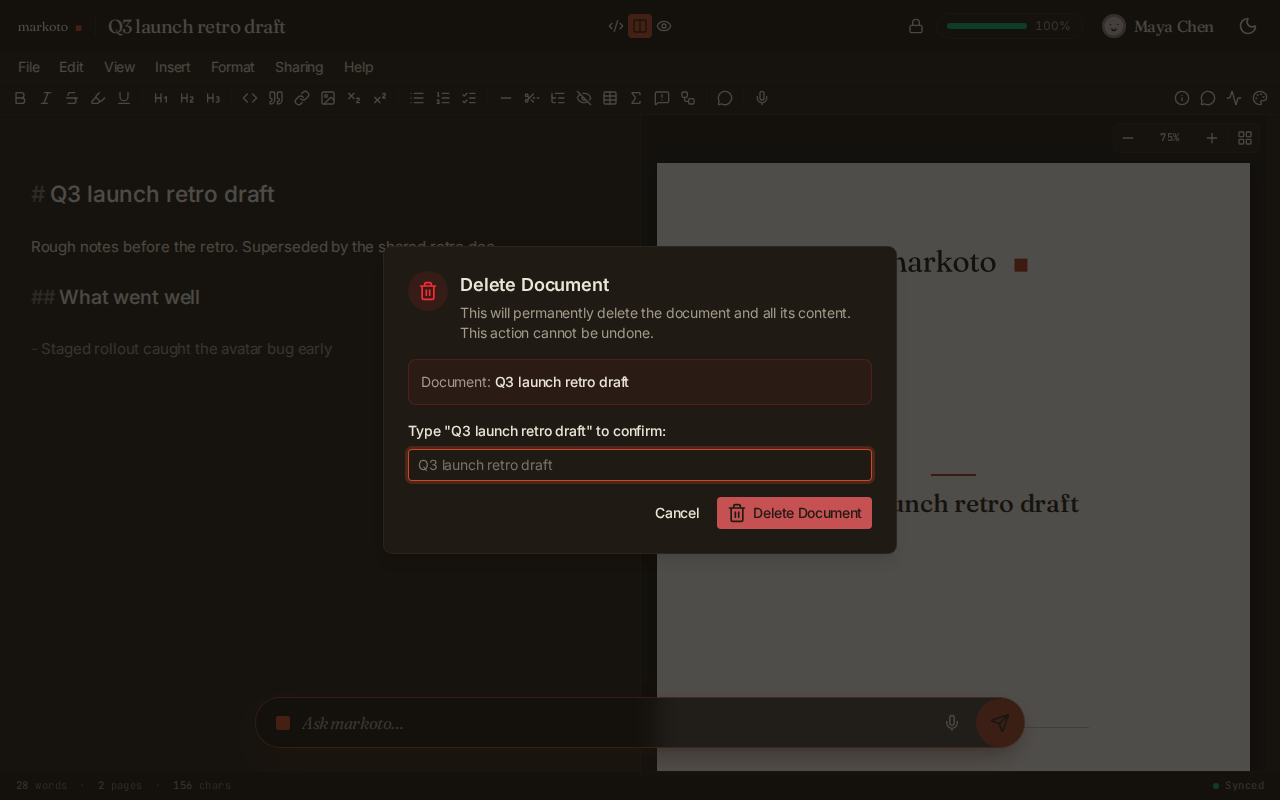 markoto
Q3 launch retro draft
100%
Maya Chen
File Edit View Insert Format Sharing Help
H1 H2 H3
75%
# Q3 launch retro draft
Rough notes before the retro. Superseded by the shared retro doc.
## What went well
- Staged rollout caught the avatar bug early
markoto
Delete Document
This will permanently delete the document and all its content.
This action cannot be undone.
Document: Q3 launch retro draft
Type "Q3 launch retro draft" to confirm:
Q3 launch retro draft
Cancel
Delete Document
launch retro draft
Ask markoto...
28 words · 2 pages · 156 chars
Synced